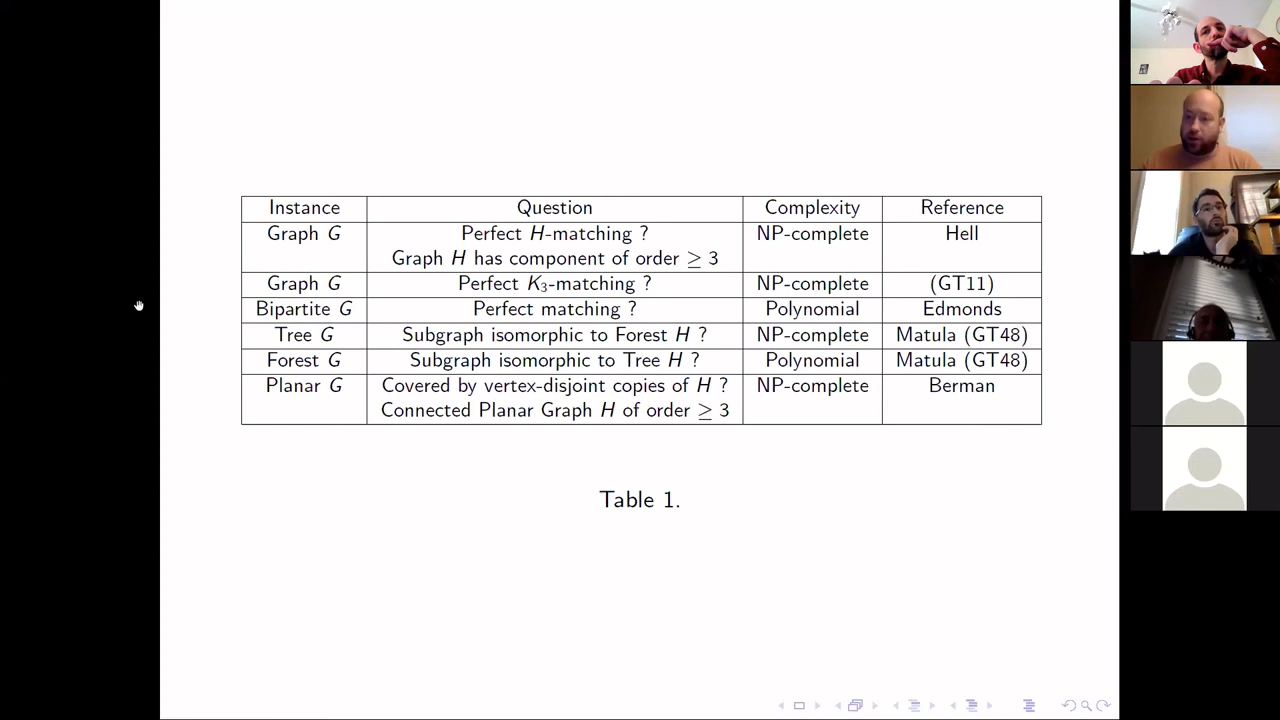 Instance Question Complexity Reference
Graph G Perfect H-matching ? NP-complete Hell
Graph H has component of order ≥ 3
Graph G Perfect K₃-matching ? NP-complete (GT11)
Bipartite G Perfect matching ? Polynomial Edmonds
Tree G Subgraph isomorphic to Forest H ? NP-complete Matula (GT48)
Forest G Subgraph isomorphic to Tree H ? Polynomial Matula (GT48)
Planar G Covered by vertex-disjoint copies of H ? NP-complete Berman
Connected Planar Graph H of order ≥ 3
Table 1.